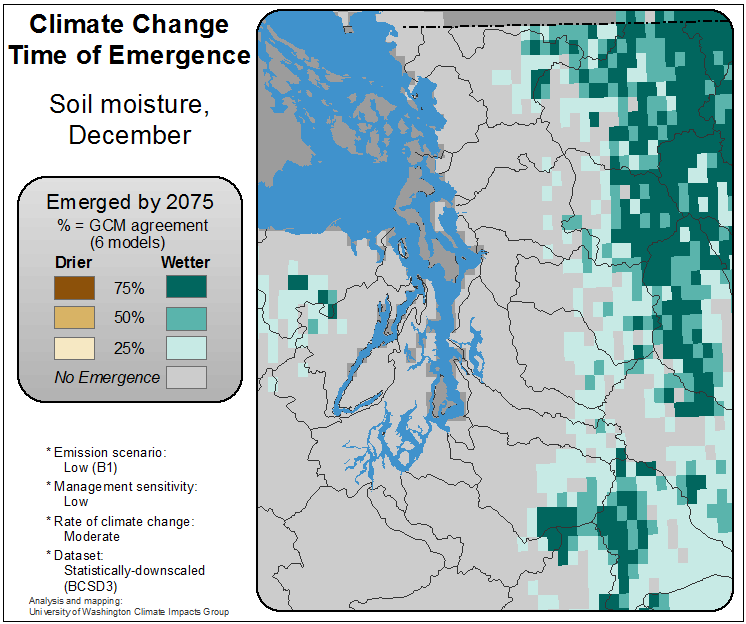 Climate Change
Time of Emergence
Soil moisture,
December
Emerged by 2075
% = GCM agreement
(6 models)
Drier Wetter
75%
50%
25%
No Emergence
* Emission scenario:
Low (B1)
* Management sensitivity:
Low
* Rate of climate change:
Moderate
* Dataset:
Statistically-downscaled
(BCSD3)
Analysis and mapping:
University of Washington Climate Impacts Group